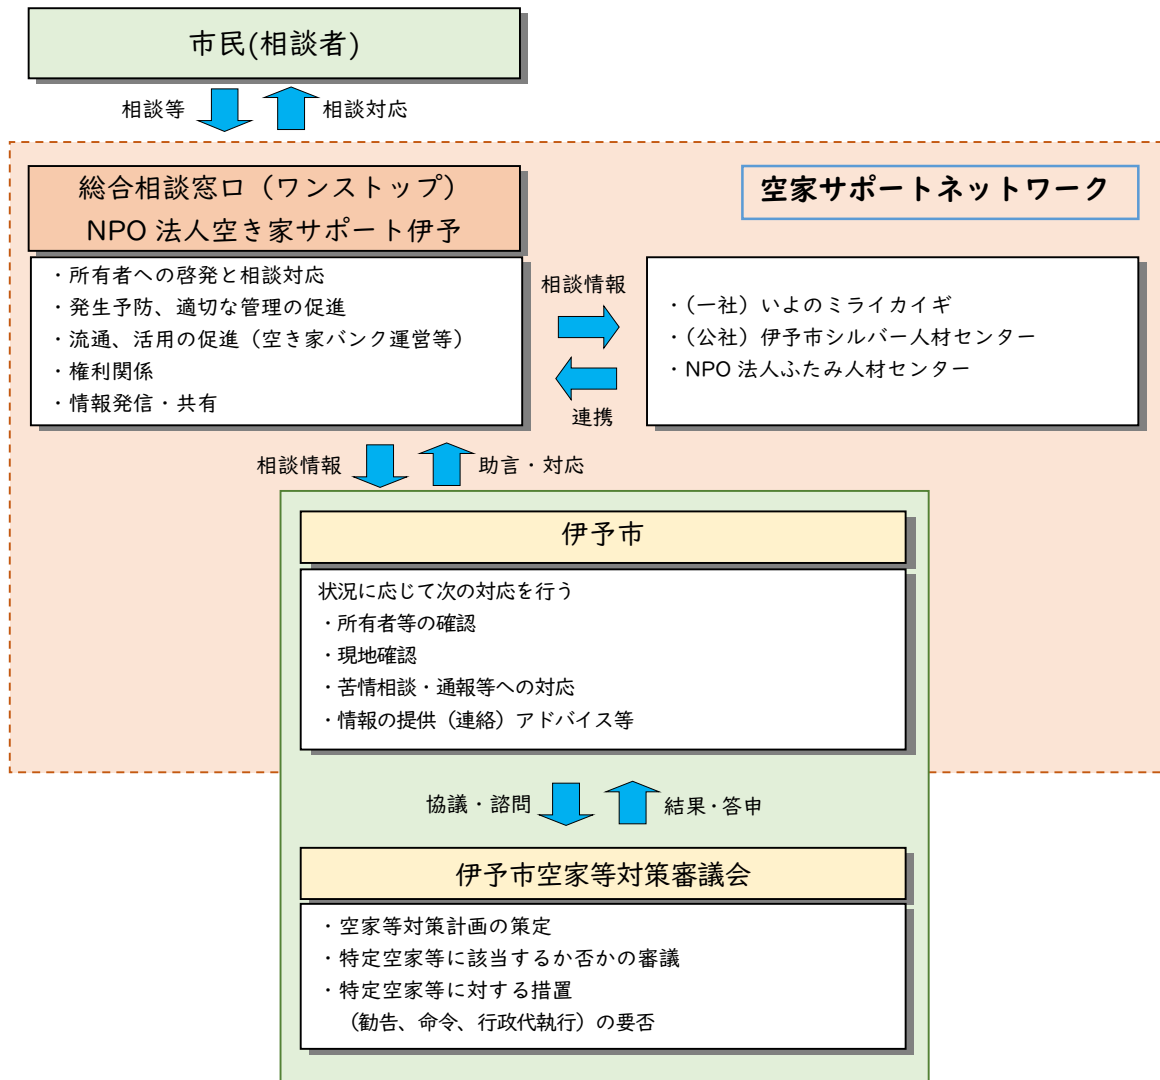 市民(相談者)
相談等
相談対応
総合相談窓口（ワンストップ）
NPO 法人空き家サポート伊予
空家サポートネットワーク
・所有者への啓発と相談対応
・発生予防、適切な管理の促進
・流通、活用の促進（空き家バンク運営等）
・権利関係
・情報発信・共有
相談情報
連携
・（一社）いよのミライカイギ
・（公社）伊予市シルバー人材センター
・NPO 法人ふたみ人材センター
相談情報
助言・対応
伊予市
状況に応じて次の対応を行う
・所有者等の確認
・現地確認
・苦情相談・通報等への対応
・情報の提供（連絡）アドバイス等
協議・諮問
結果・答申
伊予市空家等対策審議会
・空家等対策計画の策定
・特定空家等に該当するか否かの審議
・特定空家等に対する措置
（勧告、命令、行政代執行）の要否